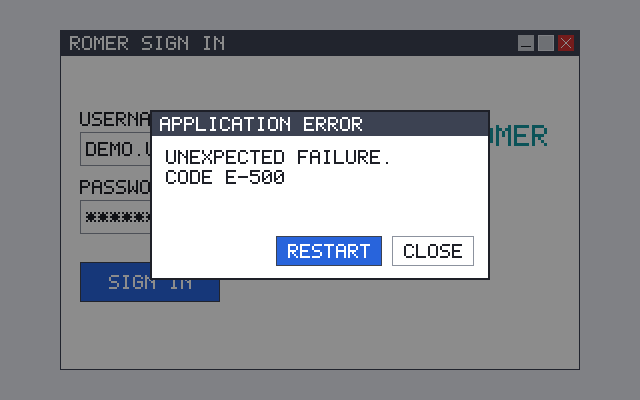 ROMER SIGN IN
APPLICATION ERROR
UNEXPECTED FAILURE.
CODE E-500
RESTART CLOSE
SIGN IN